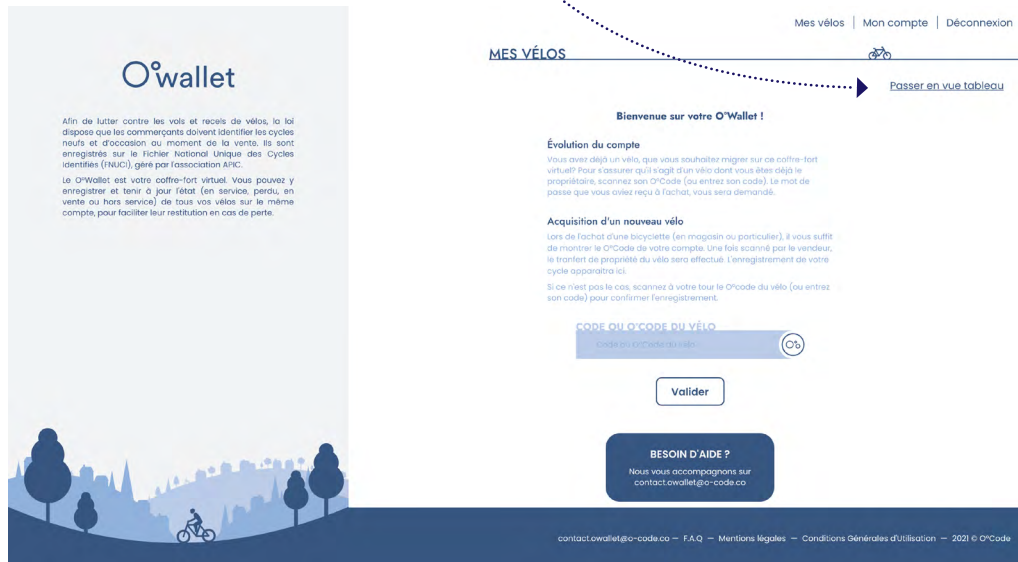 Mes vélos | Mon compte | Déconnexion
MES VÉLOS
Passer en vue tableau
O°wallet
Afin de lutter contre les vols et recels de vélos, la loi
dispose que les commerçants doivent identifier les cycles
neufs et d'occasion au moment de la vente. Ils sont
enregistrés sur le Fichier National Unique des Cycles
Identifiés (FNUCI), géré par l'association APIC.
Le O°Wallet est votre coffre-fort virtuel. Vous pouvez y
enregistrer et tenir à jour l'état (en service, perdu, en
vente ou hors service) de tous vos vélos sur le même
compte, pour faciliter leur restitution en cas de perte.
Bienvenue sur votre O°Wallet !
Évolution du compte
Vous avez déjà un vélo, que vous souhaitez migrer sur ce coffre-fort
virtuel? Pour s'assurer qu'il s'agit d'un vélo dont vous êtes déjà le
propriétaire, scannez son O°Code (ou entrez son code). Le mot de
passe que vous aviez reçu à l'achat, vous sera demandé.
Acquisition d'un nouveau vélo
Lors de l'achat d'une bicyclette (en magasin ou particulier), il vous suffit
de montrer le O°Code de votre compte. Une fois scanné par le vendeur,
le tranfert de propriété du vélo sera effectué. L'enregistrement de votre
cycle apparaitra ici.
Si ce n'est pas le cas, scannez à votre tour le O°code du vélo (ou entrez
son code) pour confirmer l'enregistrement.
CODE OU O°CODE DU VÉLO
Code ou O°Code du vélo
Valider
BESOIN D'AIDE ?
Nous vous accompagnons sur
contact.owallet@o-code.co
contact.owallet@o-code.co — F.A.Q — Mentions légales — Conditions Générales d'Utilisation — 2021 © O°Code